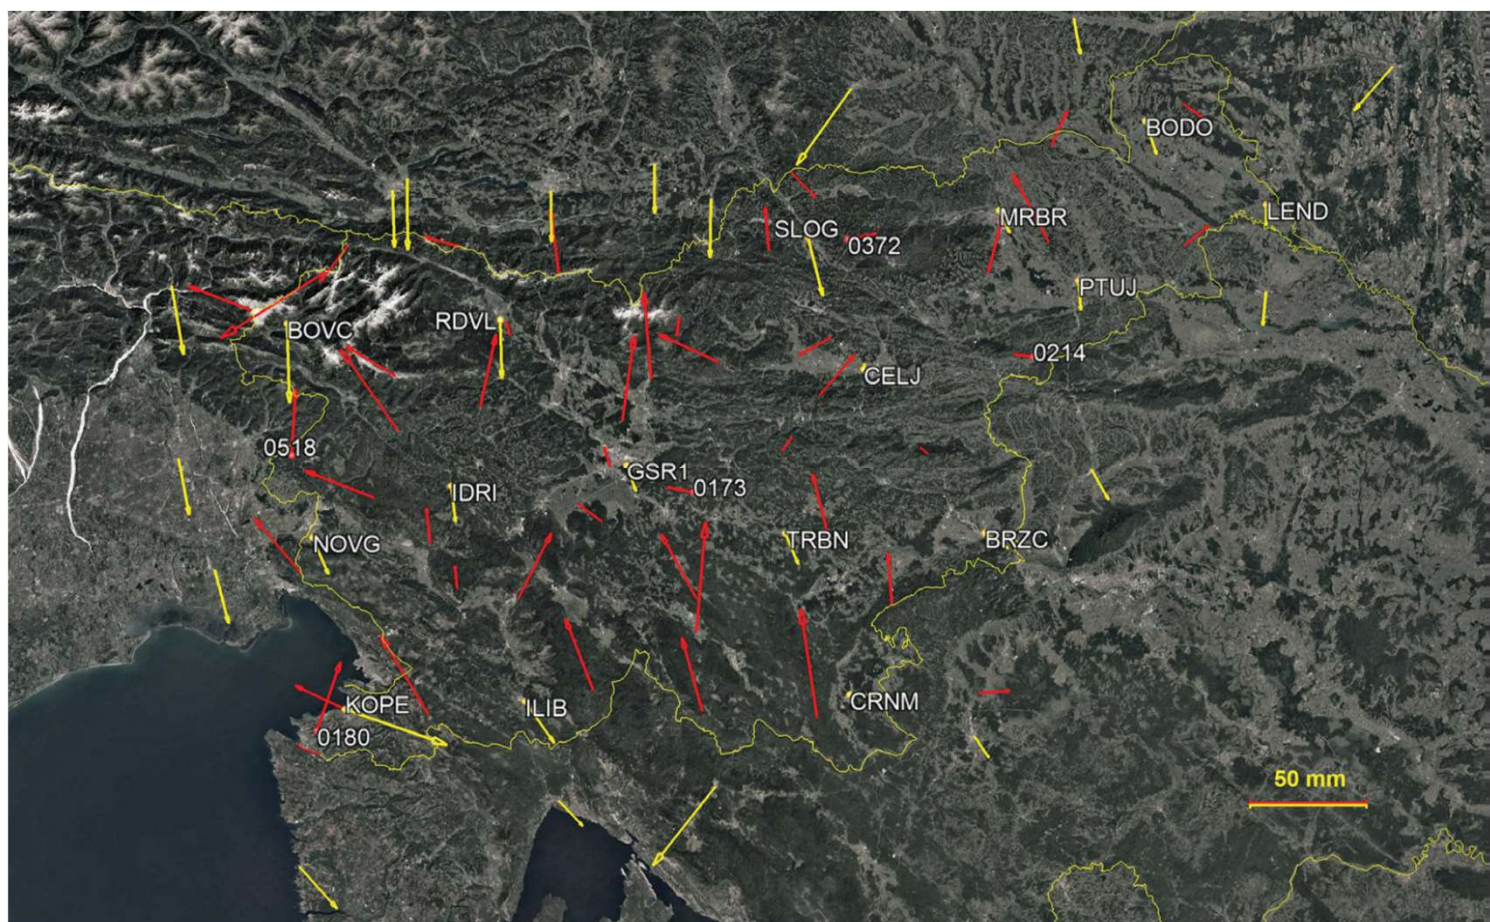 BODO
MRBR
LEND
SLOG
0372
PTUJ
BOVC
RDVL
0214
CELJ
0518
GSR1
IDRI
0173
NOVG
TRBN
BRZC
KOPE
ILIB
CRNM
0180
50 mm